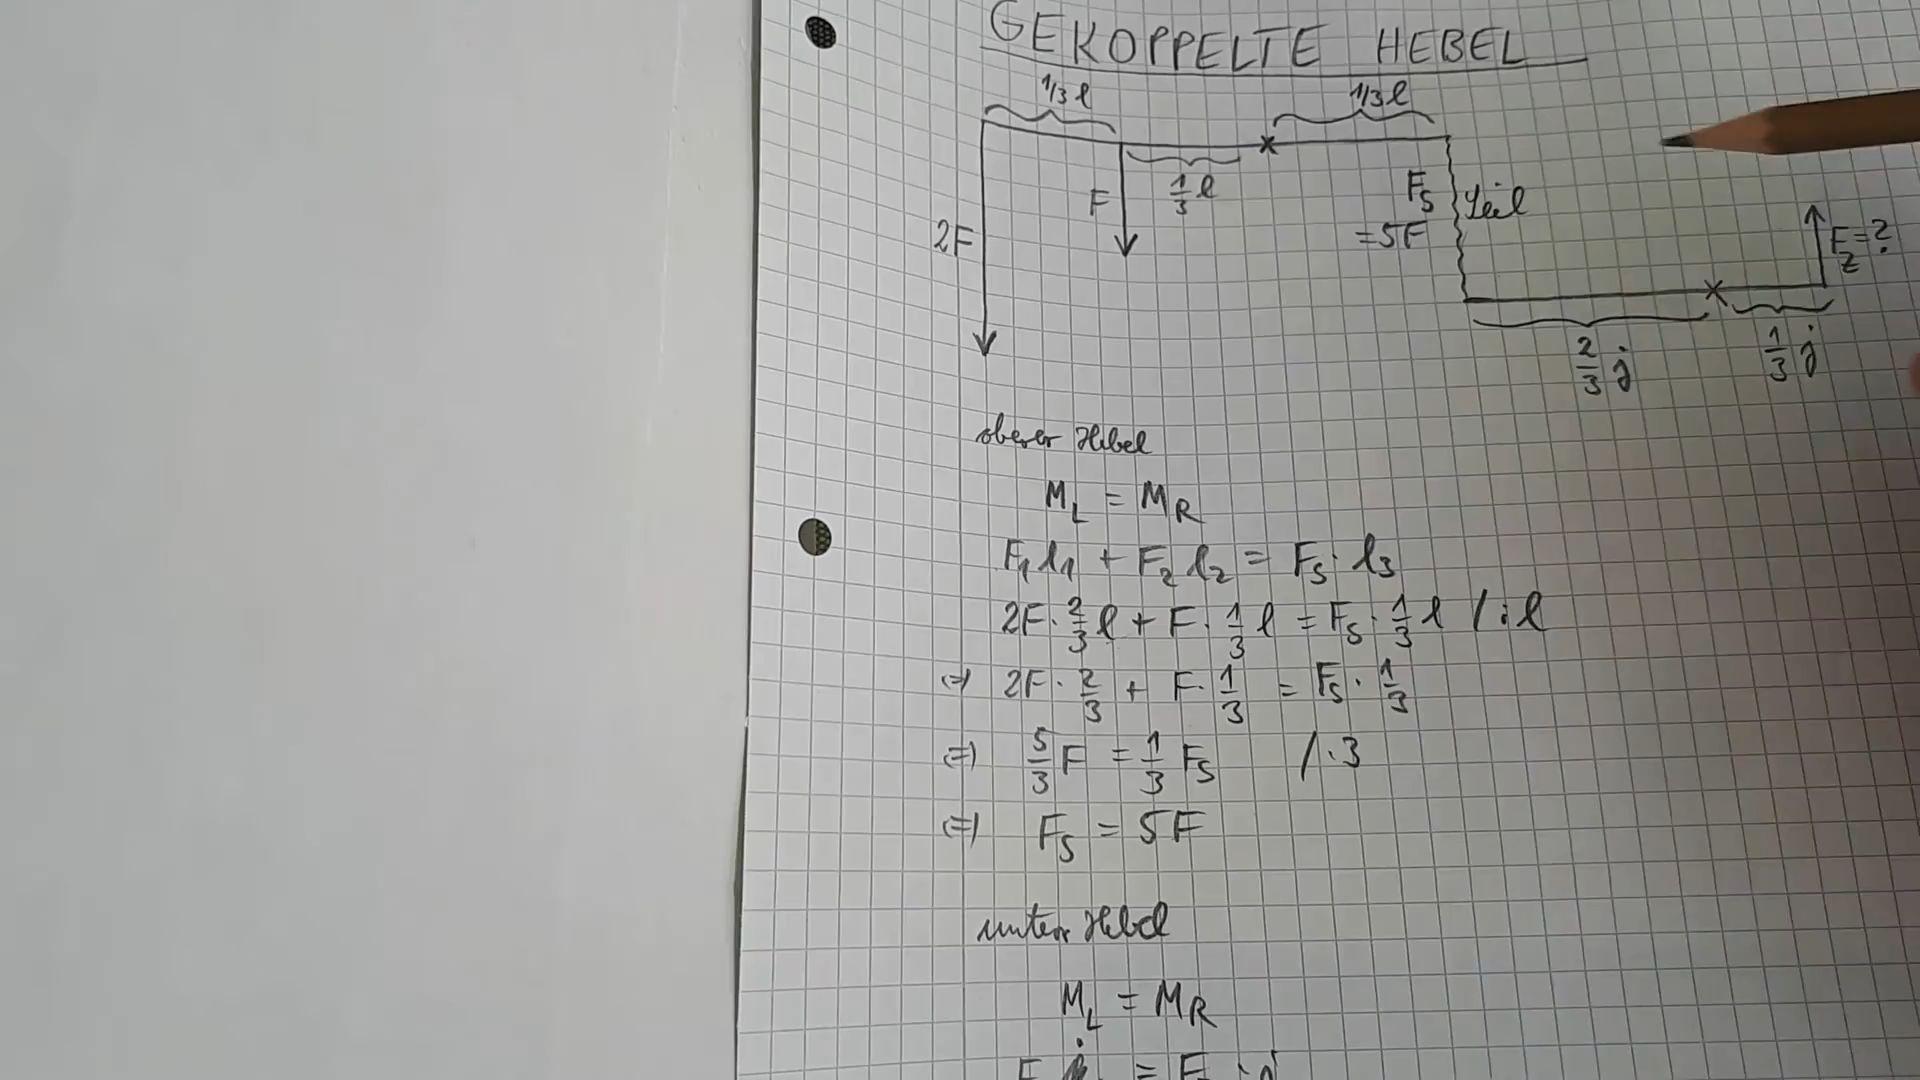 GEKOPPELTE HEBEL
1/3 l
1/3 l
F
1/3 l
F_S
Seil
2F
=5F
F_z=?
2/3 j
1/3 j
oberer Hebel
M_L = M_R
F_1 l_1 + F_2 l_2 = F_S · l_3
2F · 2/3 l + F · 1/3 l = F_S · 1/3 l / : l
⇔ 2F · 2/3 + F · 1/3 = F_S · 1/3
⇔ 5/3 F = 1/3 F_S / · 3
⇔ F_S = 5F
unterer Hebel
M_L = M_R